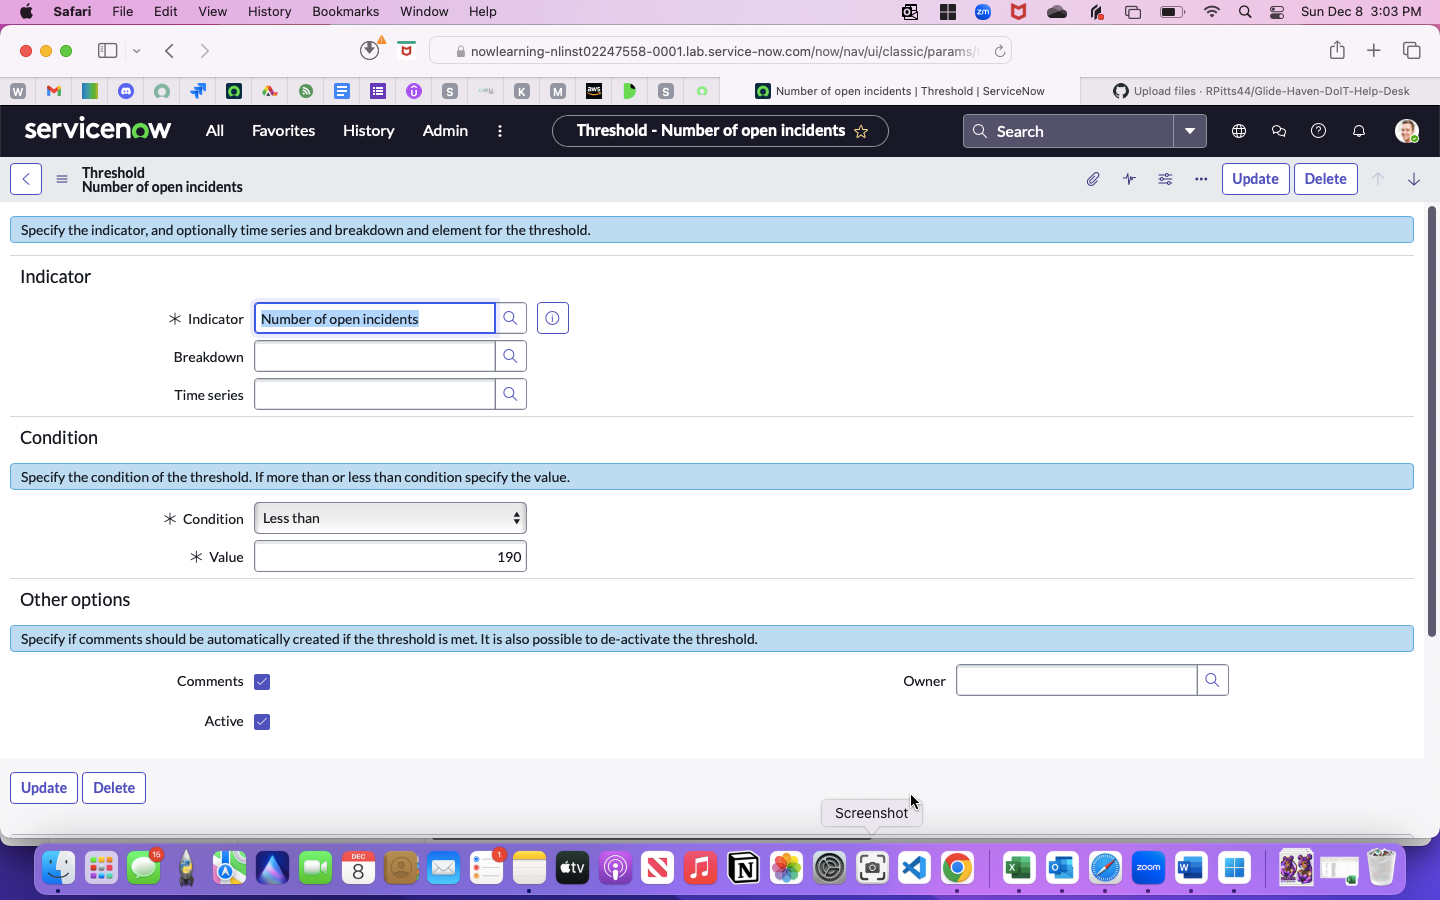 Safari File Edit View History Bookmarks Window Help zm Sun Dec 8 3:03 PM
nowlearning-nlinst02247558-0001.lab.service-now.com/now/nav/ui/classic/params/
W S K M aws S Number of open incidents | Threshold | ServiceNow Upload files · RPitts44/Glide-Haven-DoIT-Help-Desk
servicenow All Favorites History Admin Threshold - Number of open incidents Search
Threshold
Number of open incidents
Update Delete
Specify the indicator, and optionally time series and breakdown and element for the threshold.
Indicator
Indicator Number of open incidents
Breakdown
Time series
Condition
Specify the condition of the threshold. If more than or less than condition specify the value.
Condition Less than
Value 190
Other options
Specify if comments should be automatically created if the threshold is met. It is also possible to de-activate the threshold.
Comments Owner
Active
Update Delete
Screenshot
15 DEC 8 1 tv zoom